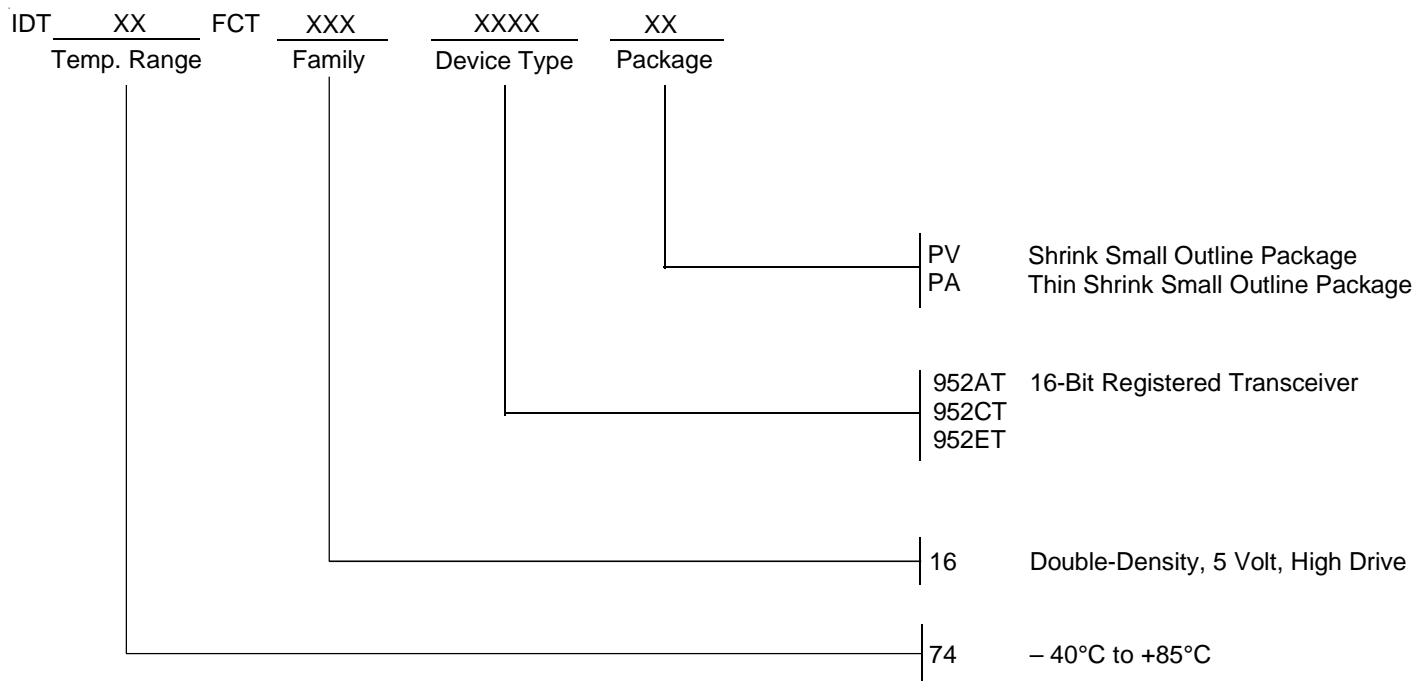 IDT XX FCT XXX XXXX XX
Temp. Range Family Device Type Package
PV Shrink Small Outline Package
PA Thin Shrink Small Outline Package
952AT 16-Bit Registered Transceiver
952CT
952ET
16 Double-Density, 5 Volt, High Drive
74 – 40°C to +85°C